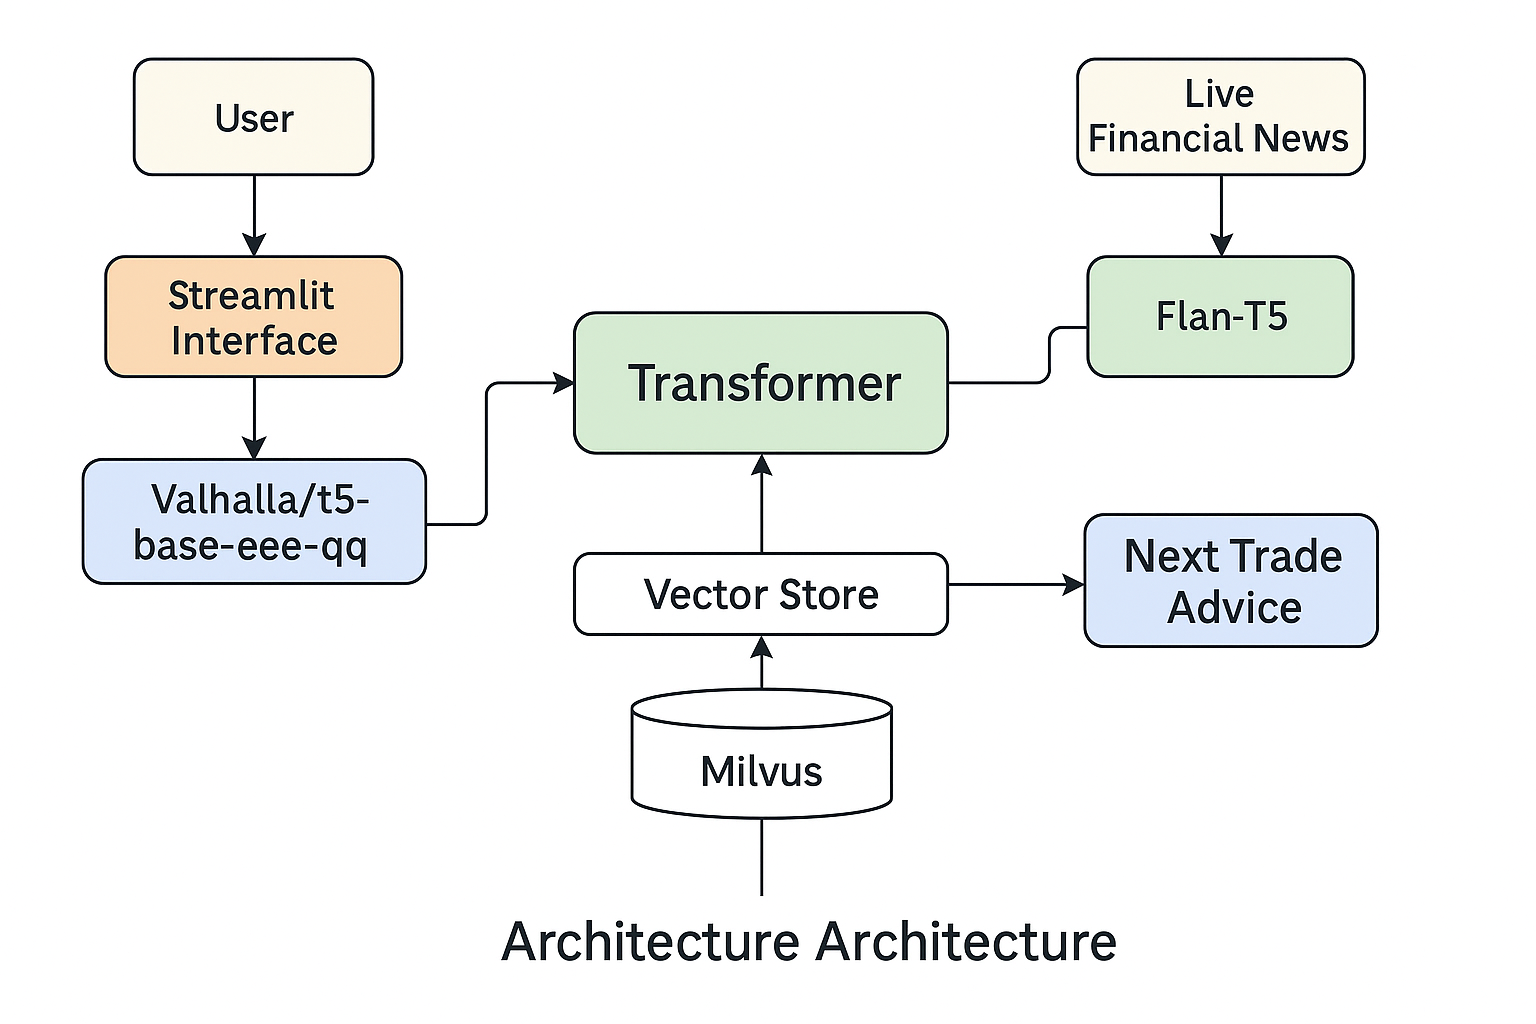 User
Live
Financial News
Streamlit
Interface
Flan-T5
Transformer
Valhalla/t5-
base-eee-qq
Vector Store
Next Trade
Advice
Milvus
Architecture Architecture